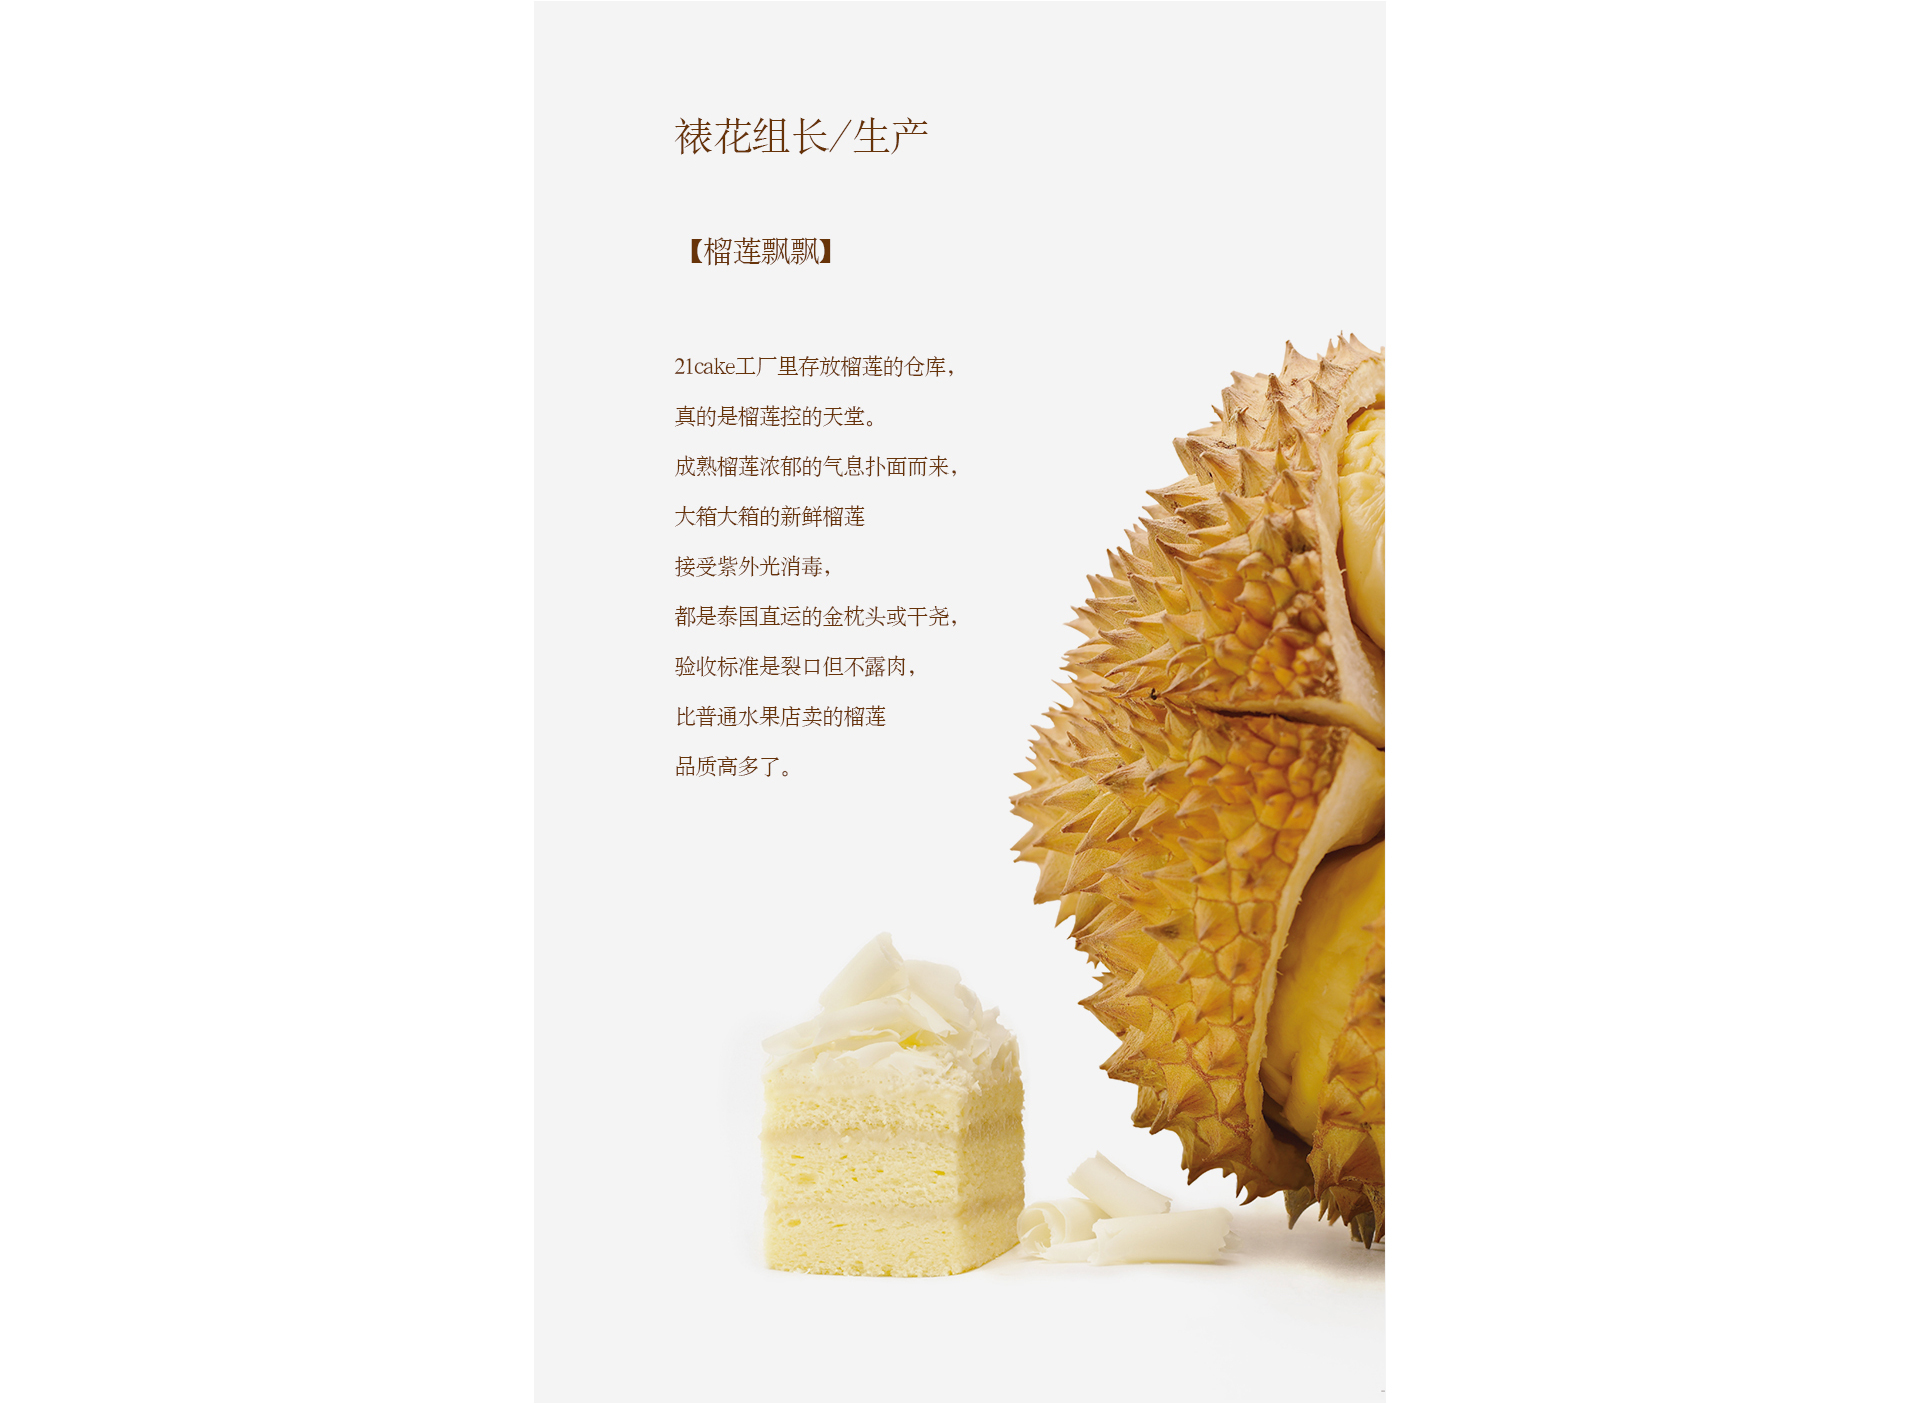 裱花组长/生产
【榴莲飘飘】
21cake工厂里存放榴莲的仓库，
真的是榴莲控的天堂。
成熟榴莲浓郁的气息扑面而来，
大箱大箱的新鲜榴莲
接受紫外光消毒，
都是泰国直运的金枕头或干尧，
验收标准是裂口但不露肉，
比普通水果店卖的榴莲
品质高多了。